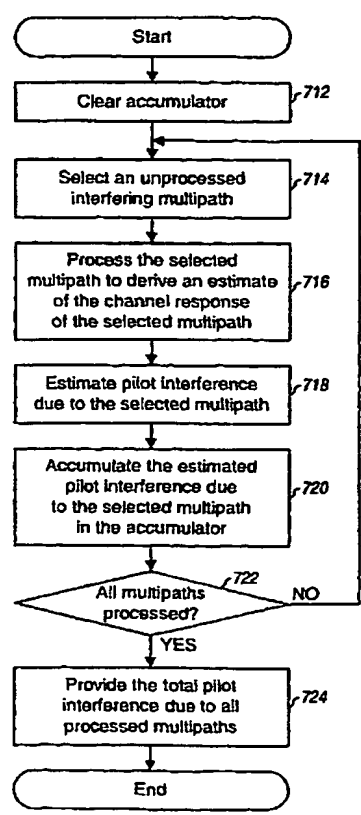 Start
Clear accumulator
712
Select an unprocessed
interfering multipath
714
Process the selected
multipath to derive an estimate
of the channel response
of the selected multipath
716
Estimate pilot interference
due to the selected multipath
718
Accumulate the estimated
pilot interference due
to the selected multipath
in the accumulator
720
722
All multipaths
processed?
NO
YES
Provide the total pilot
interference due to all
processed multipaths
724
End